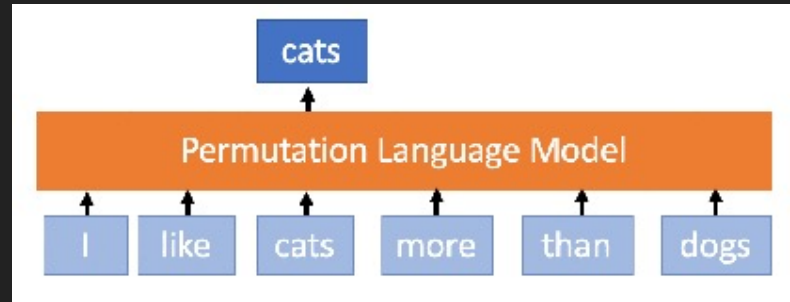 cats
Permutation Language Model
I like cats more than dogs